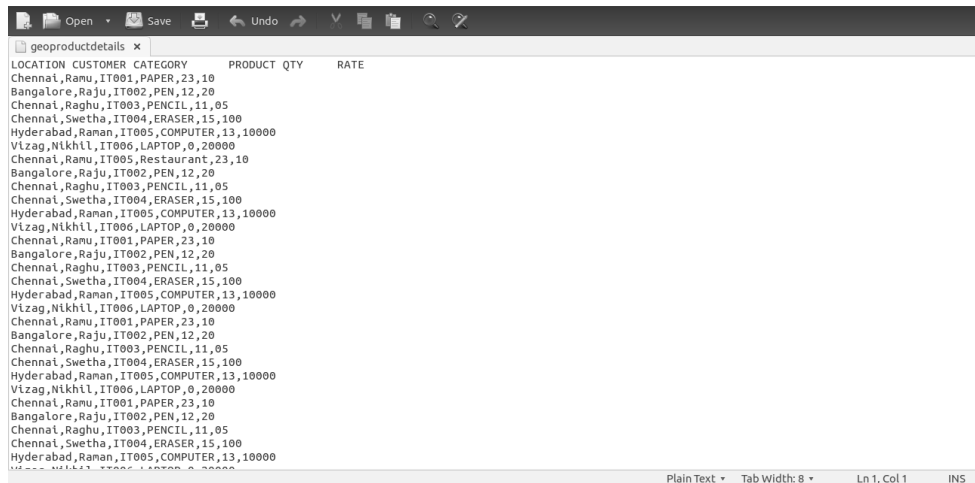 Open Save Undo
geoproductdetails ×
LOCATION CUSTOMER CATEGORY PRODUCT QTY RATE
Chennai,Ramu,IT001,PAPER,23,10
Bangalore,Raju,IT002,PEN,12,20
Chennai,Raghu,IT003,PENCIL,11,05
Chennai,Swetha,IT004,ERASER,15,100
Hyderabad,Raman,IT005,COMPUTER,13,10000
Vizag,Nikhil,IT006,LAPTOP,0,20000
Chennai,Ramu,IT005,Restaurant,23,10
Bangalore,Raju,IT002,PEN,12,20
Chennai,Raghu,IT003,PENCIL,11,05
Chennai,Swetha,IT004,ERASER,15,100
Hyderabad,Raman,IT005,COMPUTER,13,10000
Vizag,Nikhil,IT006,LAPTOP,0,20000
Chennai,Ramu,IT001,PAPER,23,10
Bangalore,Raju,IT002,PEN,12,20
Chennai,Raghu,IT003,PENCIL,11,05
Chennai,Swetha,IT004,ERASER,15,100
Hyderabad,Raman,IT005,COMPUTER,13,10000
Vizag,Nikhil,IT006,LAPTOP,0,20000
Chennai,Ramu,IT001,PAPER,23,10
Bangalore,Raju,IT002,PEN,12,20
Chennai,Raghu,IT003,PENCIL,11,05
Chennai,Swetha,IT004,ERASER,15,100
Hyderabad,Raman,IT005,COMPUTER,13,10000
Vizag,Nikhil,IT006,LAPTOP,0,20000
Chennai,Ramu,IT001,PAPER,23,10
Bangalore,Raju,IT002,PEN,12,20
Chennai,Raghu,IT003,PENCIL,11,05
Chennai,Swetha,IT004,ERASER,15,100
Hyderabad,Raman,IT005,COMPUTER,13,10000
Plain Text Tab Width: 8 Ln 1, Col 1 INS